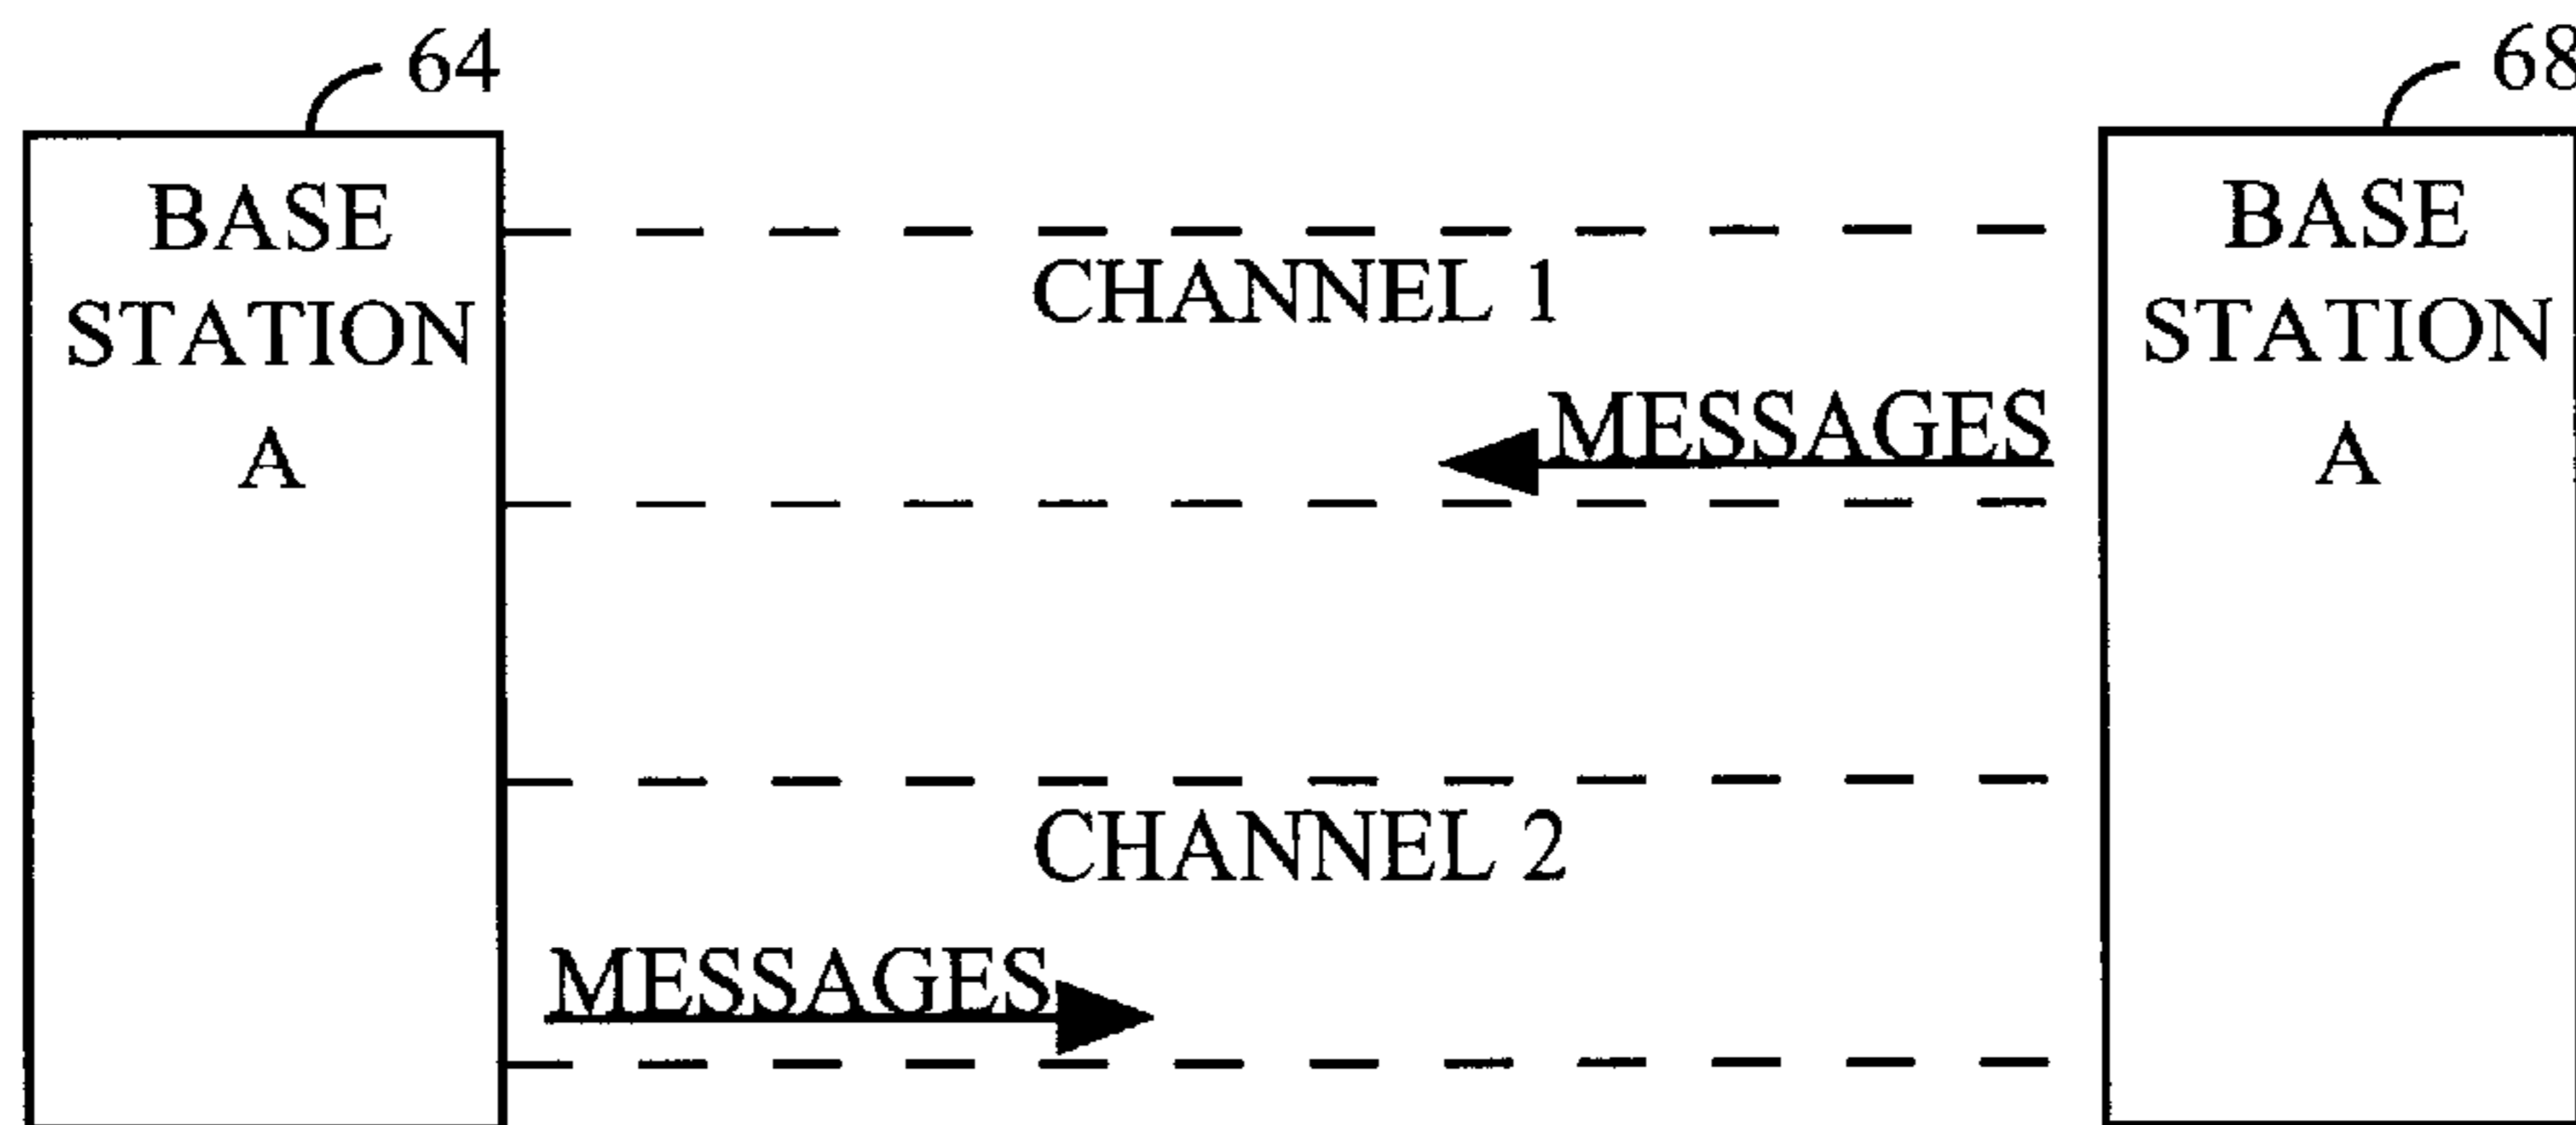 64
68
BASE
STATION
A
CHANNEL 1
MESSAGES
CHANNEL 2
MESSAGES
BASE
STATION
A